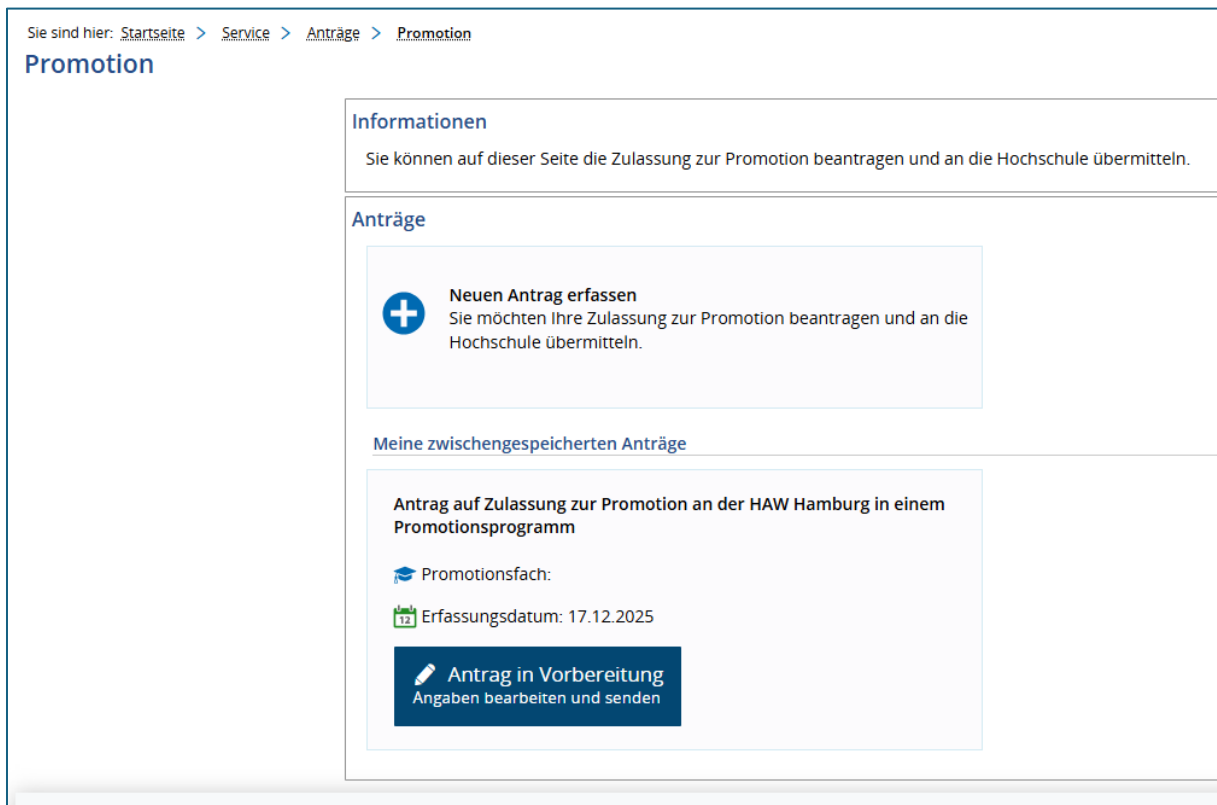 Sie sind hier: Startseite > Service > Anträge > Promotion
Promotion
Informationen
Sie können auf dieser Seite die Zulassung zur Promotion beantragen und an die Hochschule übermitteln.
Anträge
Neuen Antrag erfassen
Sie möchten Ihre Zulassung zur Promotion beantragen und an die
Hochschule übermitteln.
Meine zwischengespeicherten Anträge
Antrag auf Zulassung zur Promotion an der HAW Hamburg in einem
Promotionsprogramm
Promotionsfach:
12 Erfassungsdatum: 17.12.2025
Antrag in Vorbereitung
Angaben bearbeiten und senden